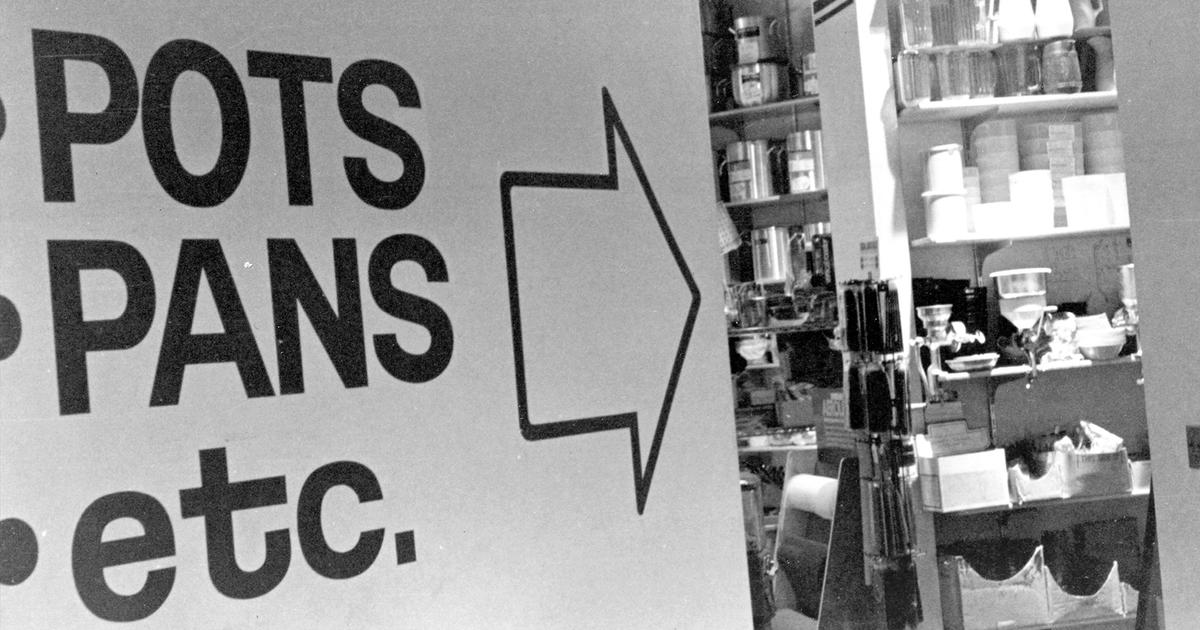 • POTS
• PANS
• etc.